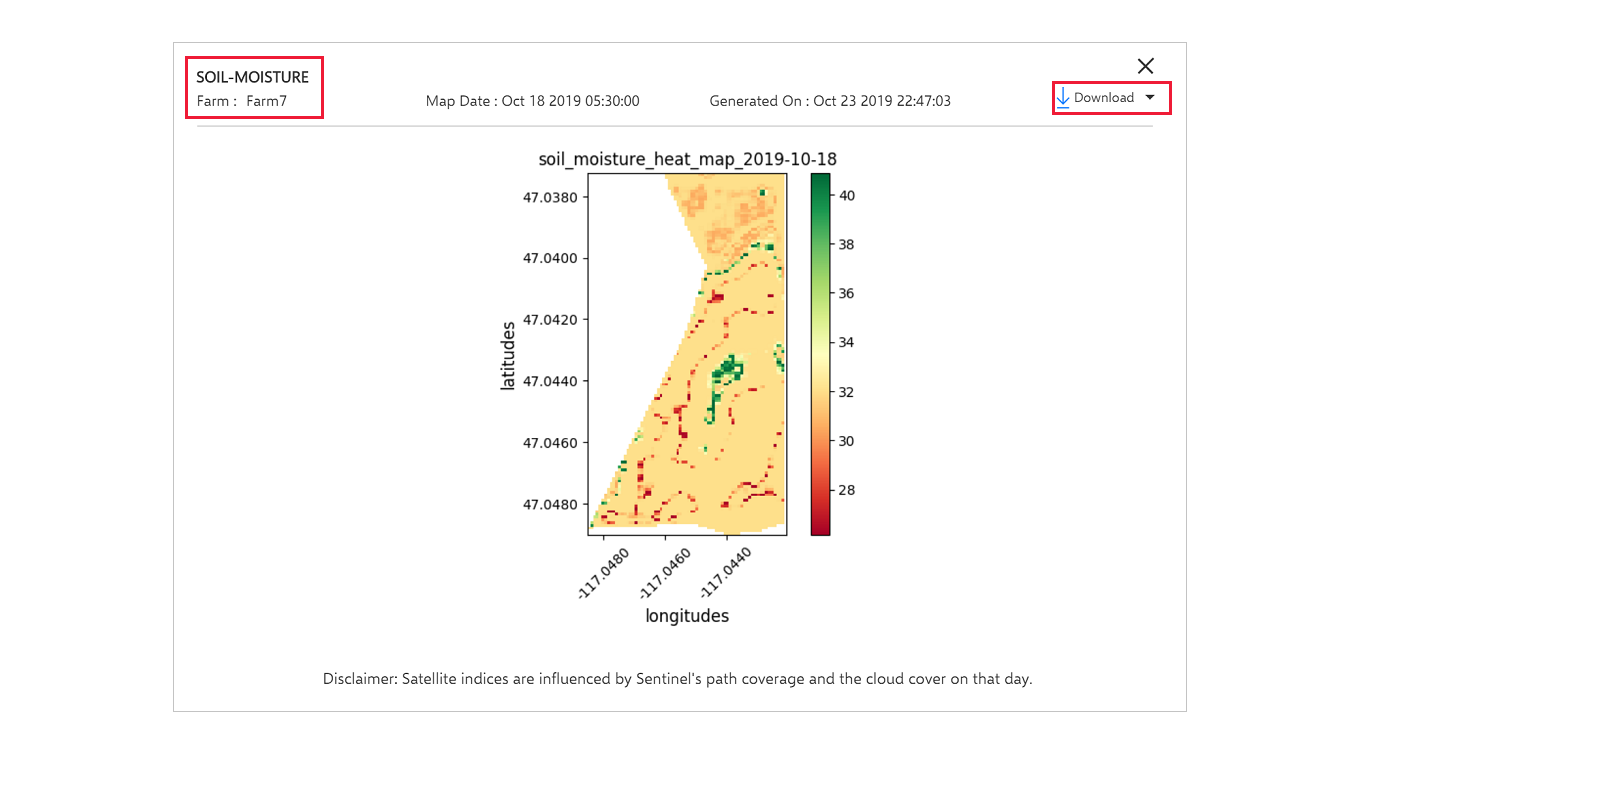 SOIL-MOISTURE
Farm : Farm7
Map Date : Oct 18 2019 05:30:00
Generated On : Oct 23 2019 22:47:03
Download
soil_moisture_heat_map_2019-10-18
latitudes
47.0380
47.0400
47.0420
47.0440
47.0460
47.0480
-117.0480
-117.0460
-117.0440
longitudes
40
38
36
34
32
30
28
Disclaimer: Satellite indices are influenced by Sentinel's path coverage and the cloud cover on that day.